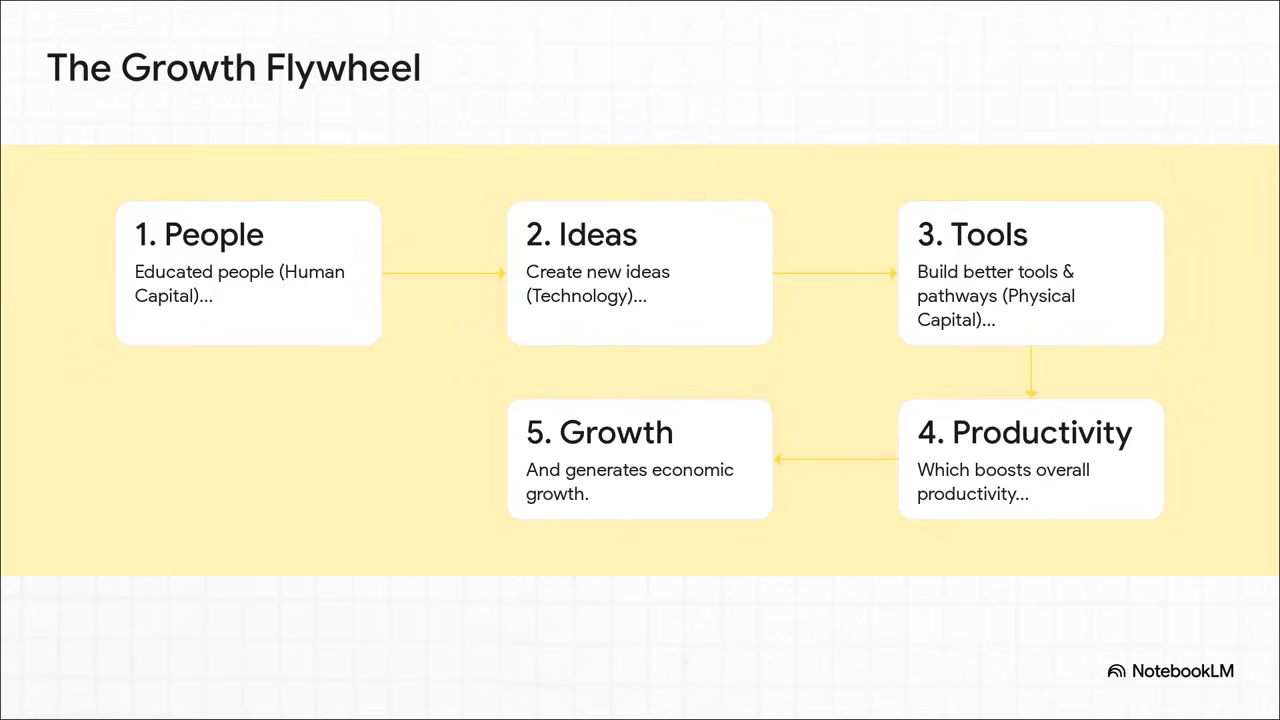 The Growth Flywheel
1. People
Educated people (Human
Capital)...
2. Ideas
Create new ideas
(Technology)...
3. Tools
Build better tools &
pathways (Physical
Capital)...
4. Productivity
Which boosts overall
productivity...
5. Growth
And generates economic
growth.
NotebookLM